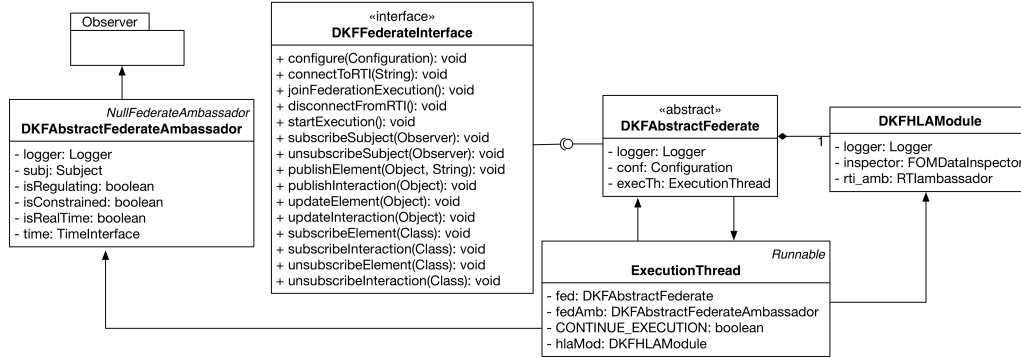 Observer
NullFederateAmbassador
DKFAbstractFederateAmbassador
- logger: Logger
- subj: Subject
- isRegulating: boolean
- isConstrained: boolean
- isRealTime: boolean
- time: TimeInterface
«interface»
DKFFederateInterface
+ configure(Configuration): void
+ connectToRTI(String): void
+ joinFederationExecution(): void
+ disconnectFromRTI(): void
+ startExecution(): void
+ subscribeSubject(Observer): void
+ unsubscribeSubject(Observer): void
+ publishElement(Object, String): void
+ publishInteraction(Object): void
+ updateElement(Object): void
+ updateInteraction(Object): void
+ subscribeElement(Class): void
+ subscribeInteraction(Class): void
+ unsubscribeElement(Class): void
+ unsubscribeInteraction(Class): void
«abstract»
DKFAbstractFederate
- logger: Logger
- conf: Configuration
- execTh: ExecutionThread
1
DKFHLAModule
- logger: Logger
- inspector: FOMDataInspector
- rti_amb: RTIambassador
Runnable
ExecutionThread
- fed: DKFAbstractFederate
- fedAmb: DKFAbstractFederateAmbassador
- CONTINUE_EXECUTION: boolean
- hlaMod: DKFHLAModule